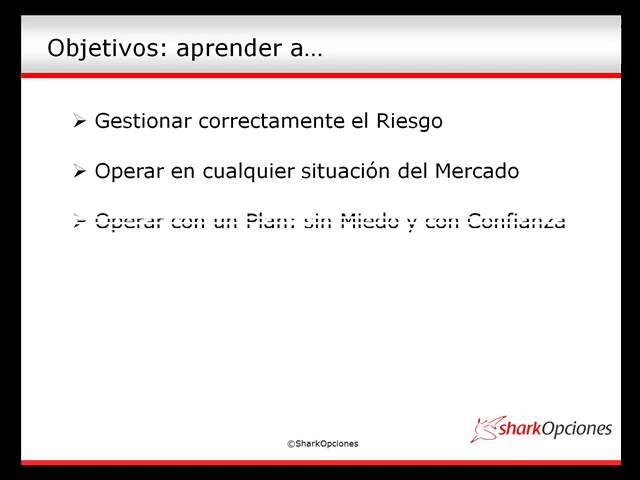 Objetivos: aprender a…
➢ Gestionar correctamente el Riesgo
➢ Operar en cualquier situación del Mercado
➢ Operar con un Plan: sin Miedo y con Confianza
sharkOpciones
©SharkOpciones